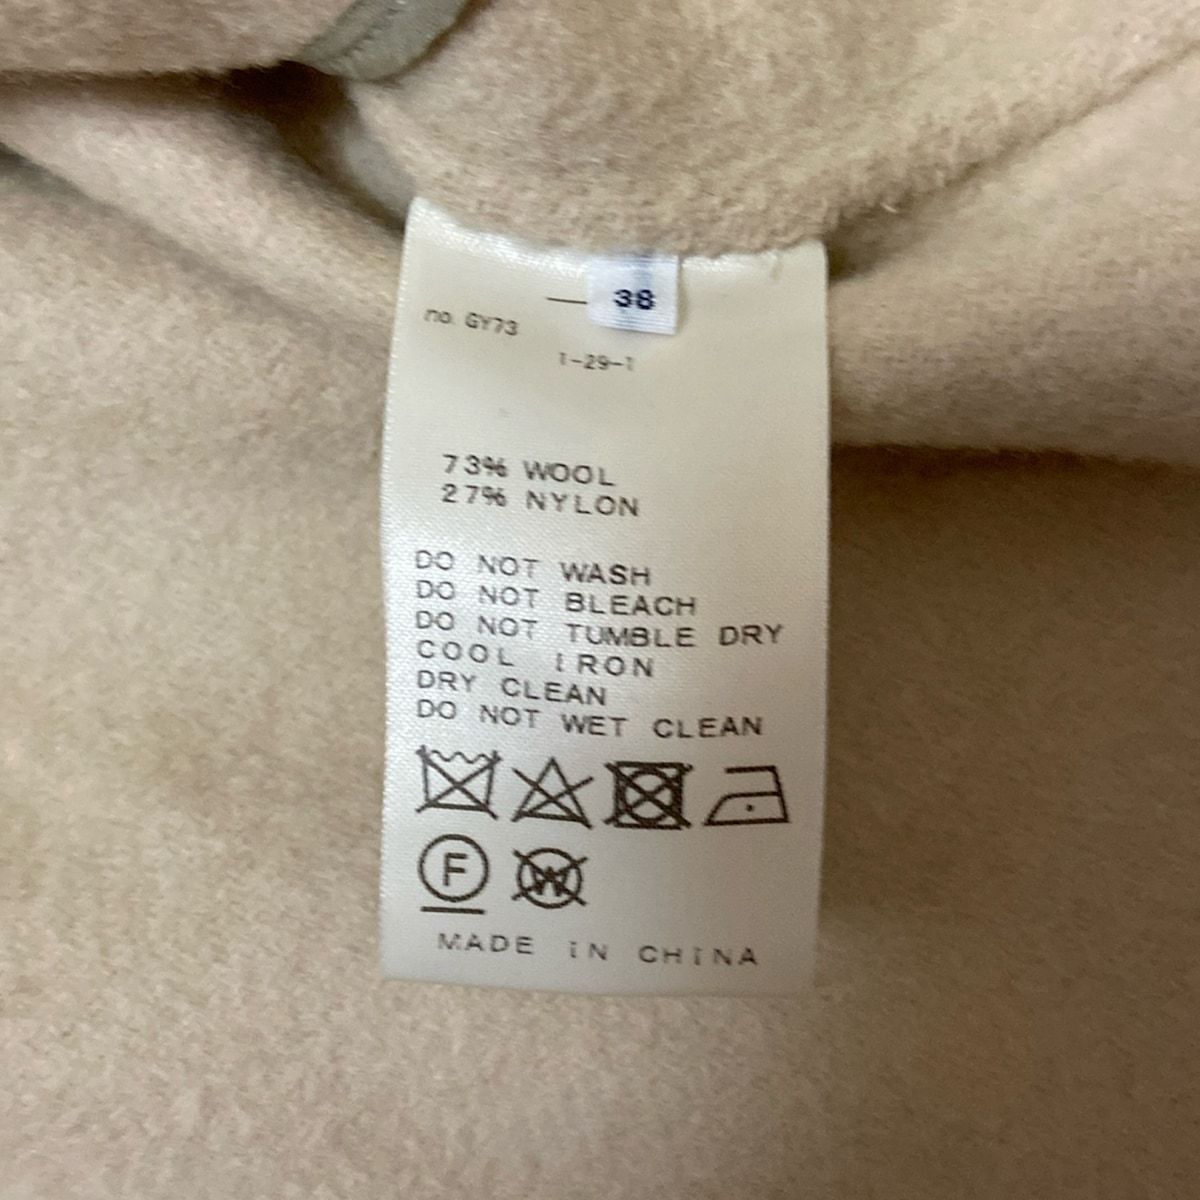 38
no. GY73
1-29-1
73% WOOL
27% NYLON
DO NOT WASH
DO NOT BLEACH
DO NOT TUMBLE DRY
COOL IRON
DRY CLEAN
DO NOT WET CLEAN
F W
MADE IN CHINA